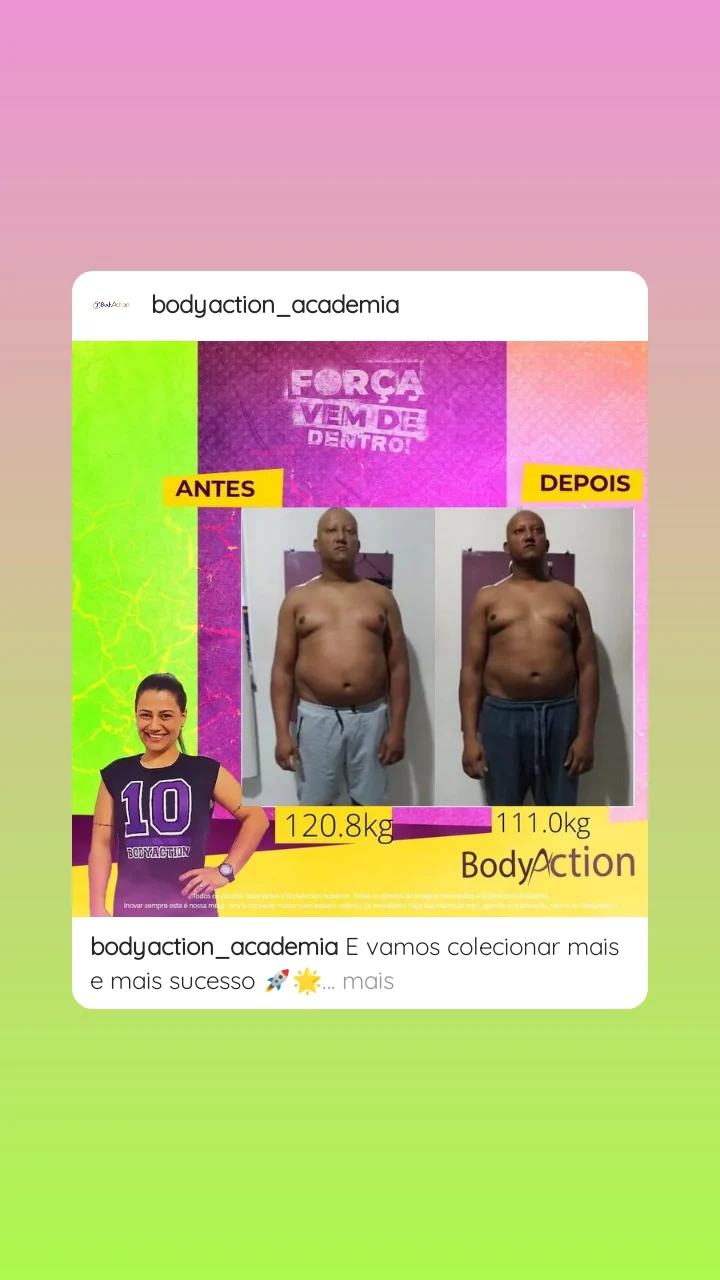 BodyAction
bodyaction_academia
FORÇA
VEM DE
DENTRO!
ANTES
DEPOIS
10
BODYACTION
120.8kg
111.0kg
BodyAction
bodyaction_academia E vamos colecionar mais
e mais sucesso 🚀🌟... mais